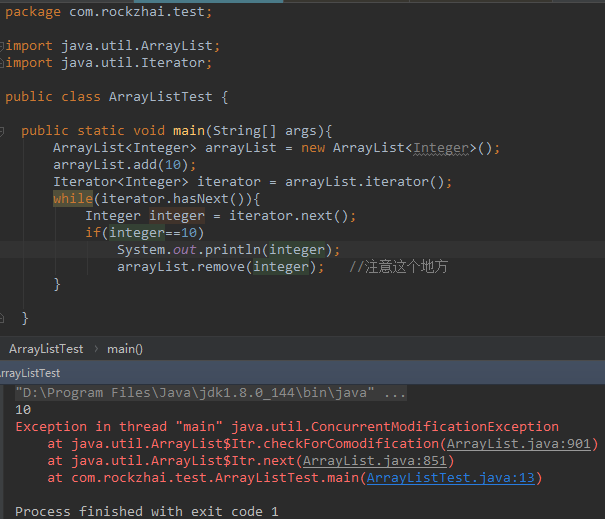 package com.rockzhai.test;
import java.util.ArrayList;
import java.util.Iterator;
public class ArrayListTest {
public static void main(String[] args){
ArrayList<Integer> arrayList = new ArrayList<Integer>();
arrayList.add(10);
Iterator<Integer> iterator = arrayList.iterator();
while(iterator.hasNext()){
Integer integer = iterator.next();
if(integer==10)
System.out.println(integer);
arrayList.remove(integer);   //注意这个地方
}
}
ArrayListTest › main()
rrayListTest
"D:\Program Files\Java\jdk1.8.0_144\bin\java" ...
10
Exception in thread "main" java.util.ConcurrentModificationException
at java.util.ArrayList$Itr.checkForComodification(ArrayList.java:901)
at java.util.ArrayList$Itr.next(ArrayList.java:851)
at com.rockzhai.test.ArrayListTest.main(ArrayListTest.java:13)
Process finished with exit code 1